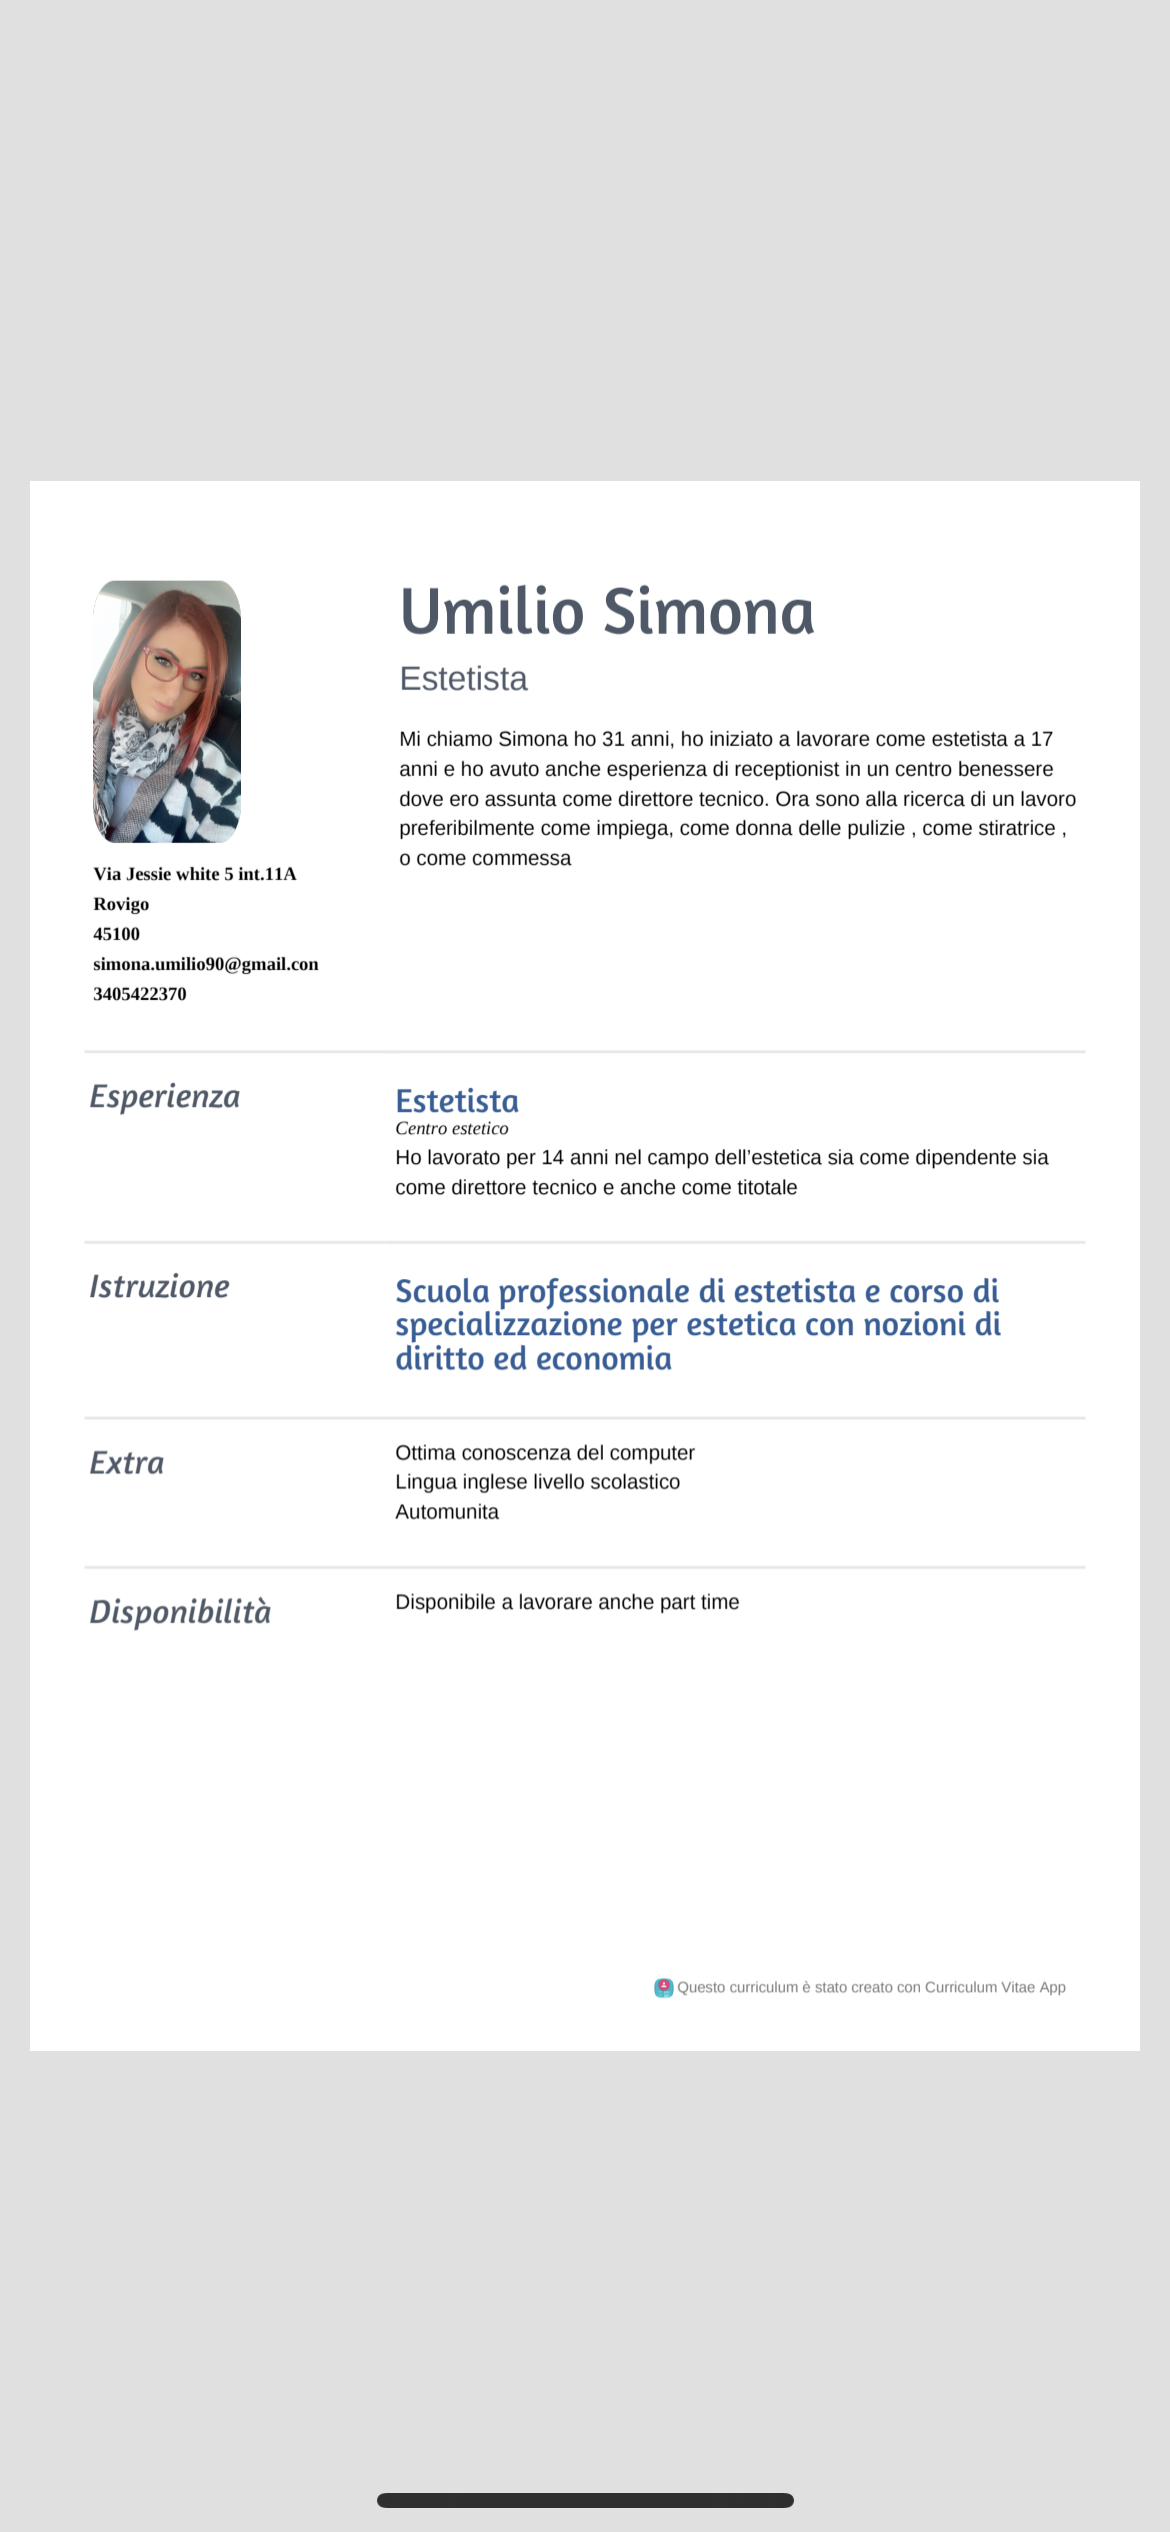 Umilio Simona
Estetista
Mi chiamo Simona ho 31 anni, ho iniziato a lavorare come estetista a 17
anni e ho avuto anche esperienza di receptionist in un centro benessere
dove ero assunta come direttore tecnico. Ora sono alla ricerca di un lavoro
preferibilmente come impiega, come donna delle pulizie , come stiratrice ,
o come commessa
Via Jessie white 5 int.11A
Rovigo
45100
simona.umilio90@gmail.con
3405422370
Esperienza
Estetista
Centro estetico
Ho lavorato per 14 anni nel campo dell’estetica sia come dipendente sia
come direttore tecnico e anche come titotale
Istruzione
Scuola professionale di estetista e corso di
specializzazione per estetica con nozioni di
diritto ed economia
Extra
Ottima conoscenza del computer
Lingua inglese livello scolastico
Automunita
Disponibilità
Disponibile a lavorare anche part time
Questo curriculum è stato creato con Curriculum Vitae App